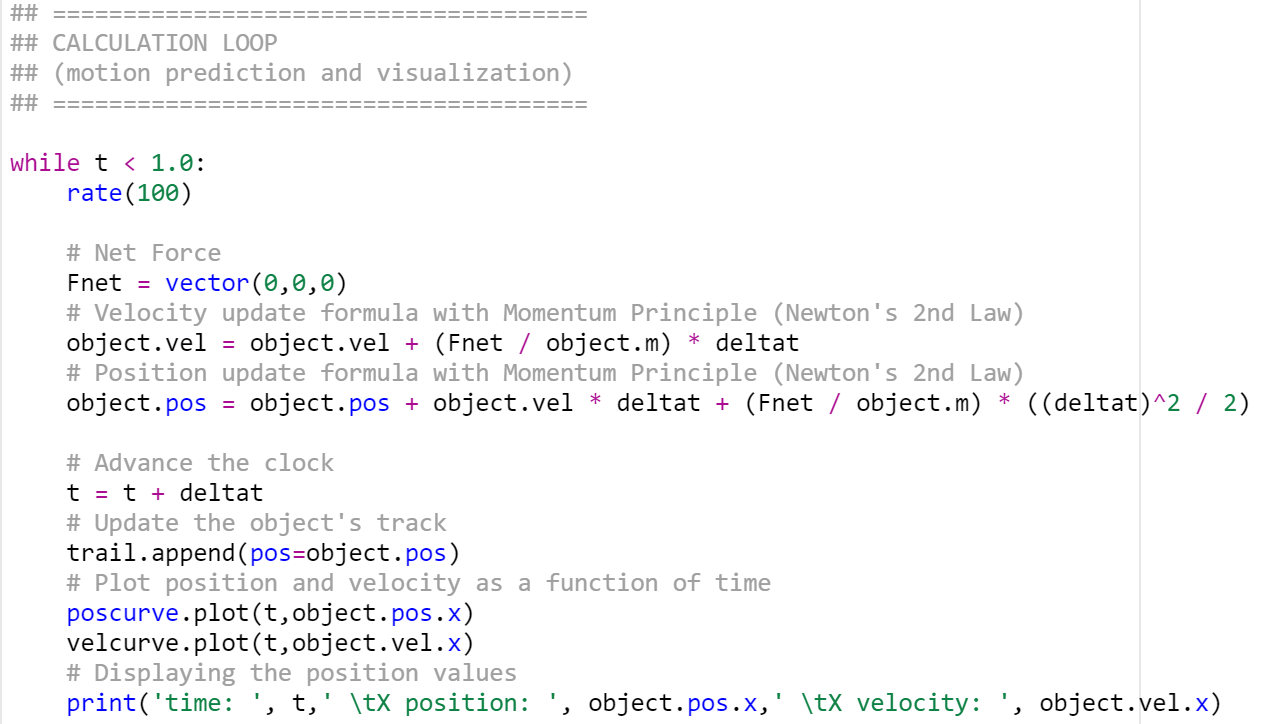 ## ======================================
## CALCULATION LOOP
## (motion prediction and visualization)
## ======================================
while t < 1.0:
    rate(100)
    # Net Force
    Fnet = vector(0,0,0)
    # Velocity update formula with Momentum Principle (Newton's 2nd Law)
    object.vel = object.vel + (Fnet / object.m) * deltat
    # Position update formula with Momentum Principle (Newton's 2nd Law)
    object.pos = object.pos + object.vel * deltat + (Fnet / object.m) * ((deltat)^2 / 2)
    # Advance the clock
    t = t + deltat
    # Update the object's track
    trail.append(pos=object.pos)
    # Plot position and velocity as a function of time
    poscurve.plot(t,object.pos.x)
    velcurve.plot(t,object.vel.x)
    # Displaying the position values
    print('time: ', t,' \tX position: ', object.pos.x,' \tX velocity: ', object.vel.x)